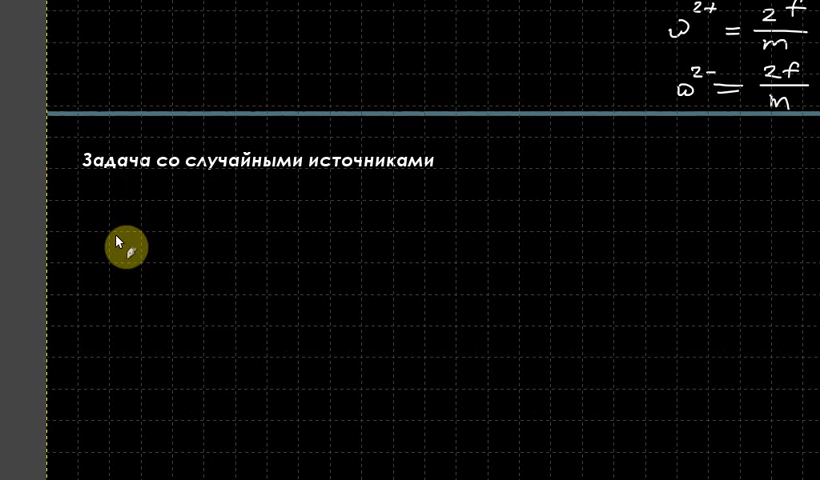 ω²⁺ = 2f/m
ω²⁻ = 2f/m
Задача со случайными источниками